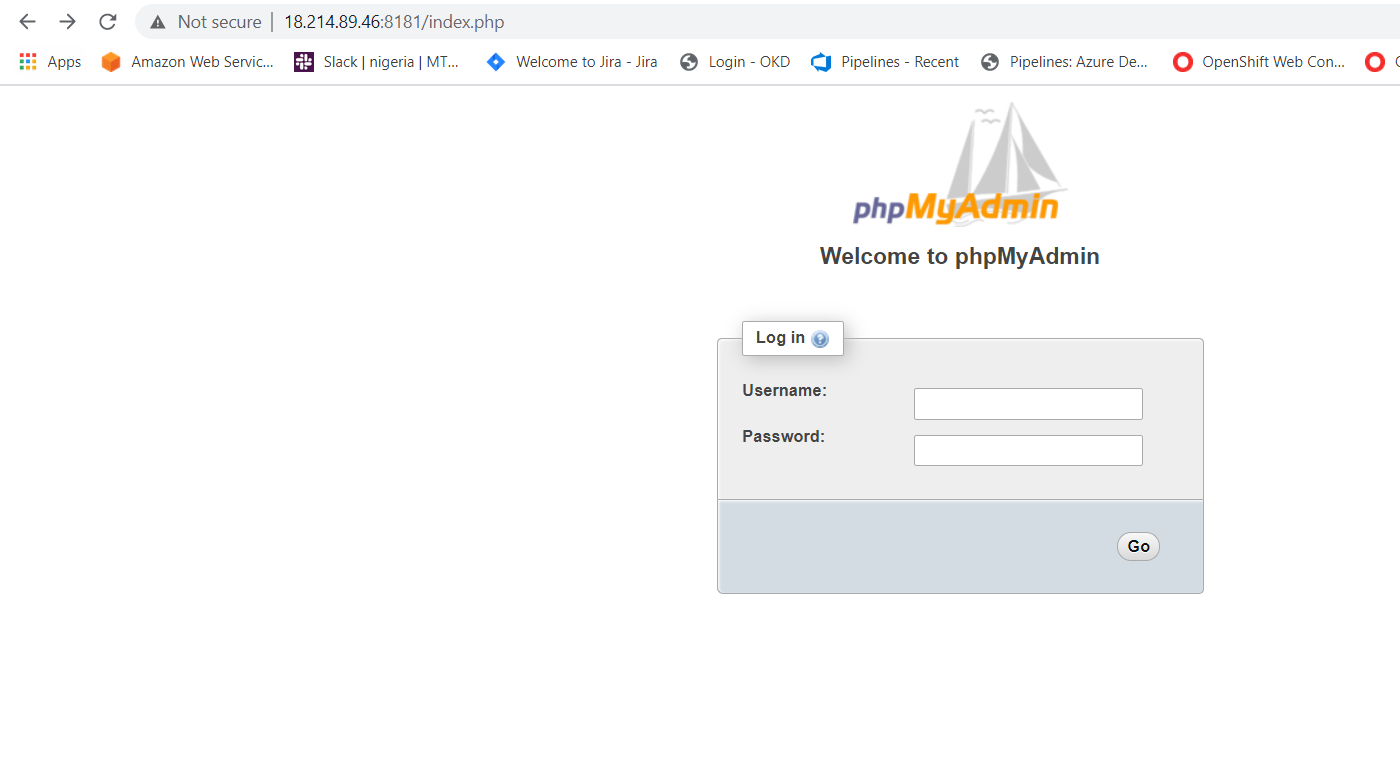 Not secure | 18.214.89.46:8181/index.php
Apps Amazon Web Servic... Slack | nigeria | MT... Welcome to Jira - Jira Login - OKD Pipelines - Recent Pipelines: Azure De... OpenShift Web Con...
phpMyAdmin
Welcome to phpMyAdmin
Log in
Username:
Password:
Go